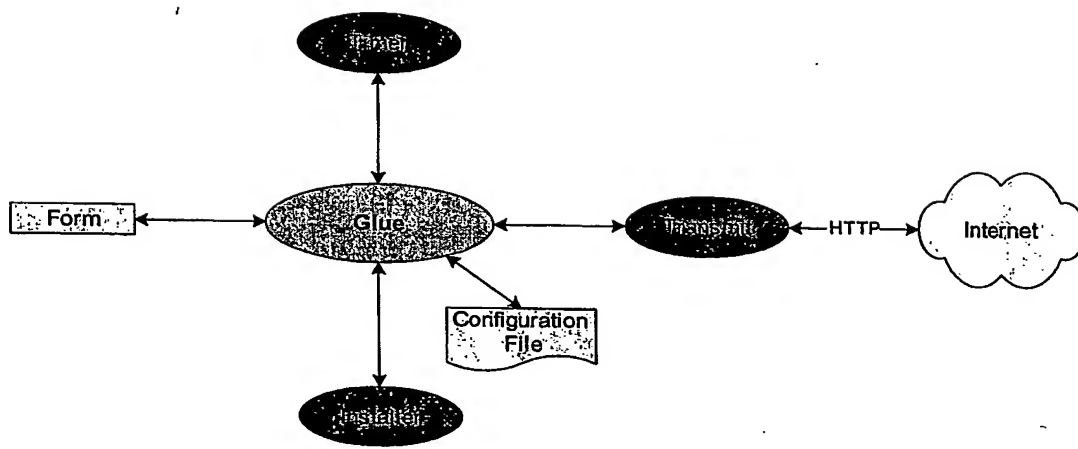 Timer
Form
Glue
Transmit
HTTP
Internet
Configuration
File
Installer